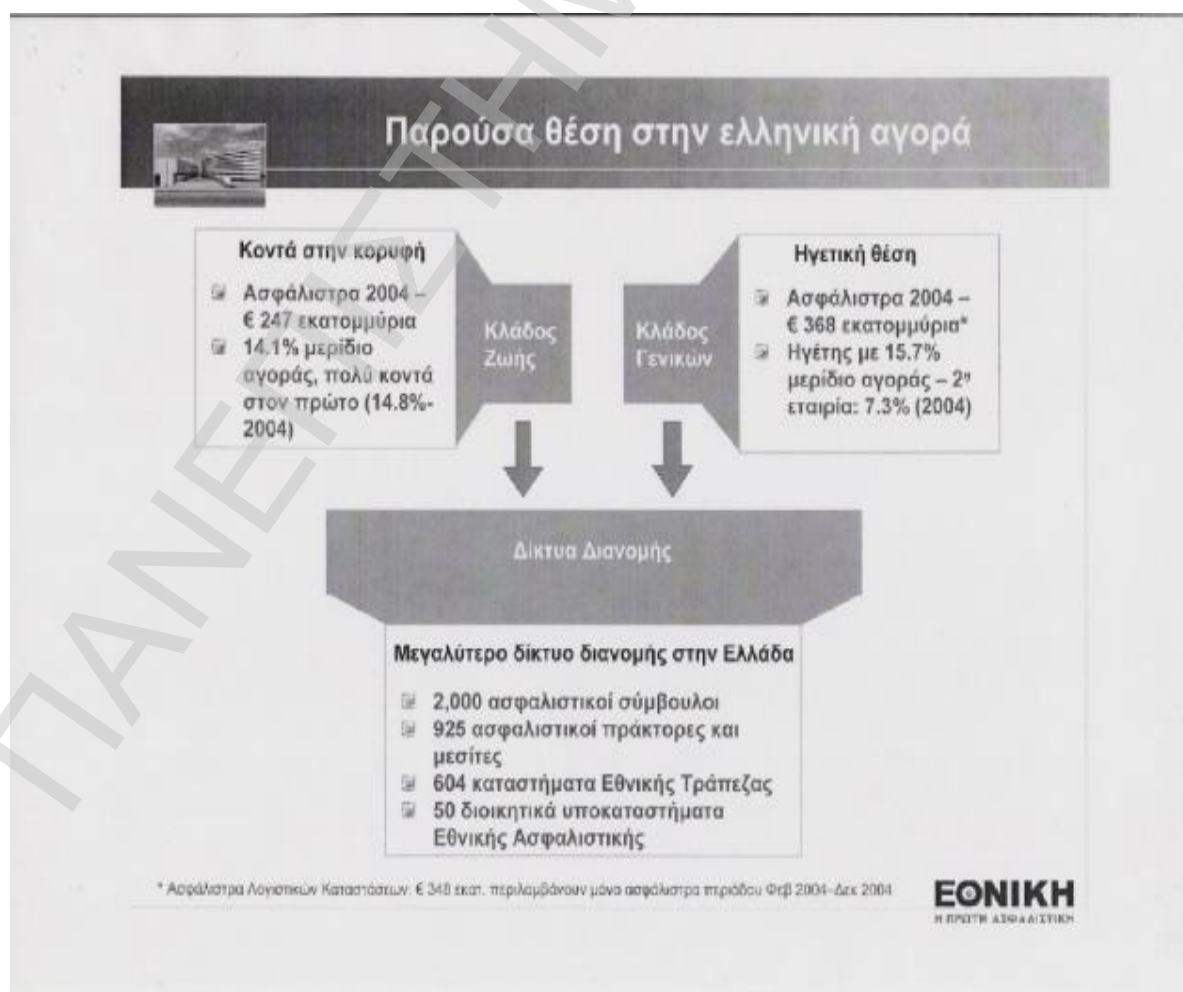 Παρούσα θέση στην ελληνική αγορά
Κοντά στην κορυφή
Ασφάλιστρα 2004 –
€ 247 εκατομμύρια
14.1% μερίδιο
αγοράς, πολύ κοντά
στον πρώτο (14.8%-
2004)
Κλάδος
Ζωής
Κλάδος
Γενικών
Ηγετική θέση
Ασφάλιστρα 2004 –
€ 368 εκατομμύρια*
Ηγέτης με 15.7%
μερίδιο αγοράς – 2η
εταιρία: 7.3% (2004)
Δίκτυα Διανομής
Μεγαλύτερο δίκτυο διανομής στην Ελλάδα
2,000 ασφαλιστικοί σύμβουλοι
925 ασφαλιστικοί πράκτορες και
μεσίτες
604 καταστήματα Εθνικής Τράπεζας
50 διοικητικά υποκαταστήματα
Εθνικής Ασφαλιστικής
* Ασφάλιστρα Λογιστικών Καταστάσεων: € 348 εκατ. περιλαμβάνουν μόνο ασφάλιστρα περιόδου Φεβ 2004–Δεκ 2004
ΕΘΝΙΚΗ
Η ΠΡΩΤΗ ΑΣΦΑΛΙΣΤΙΚΗ